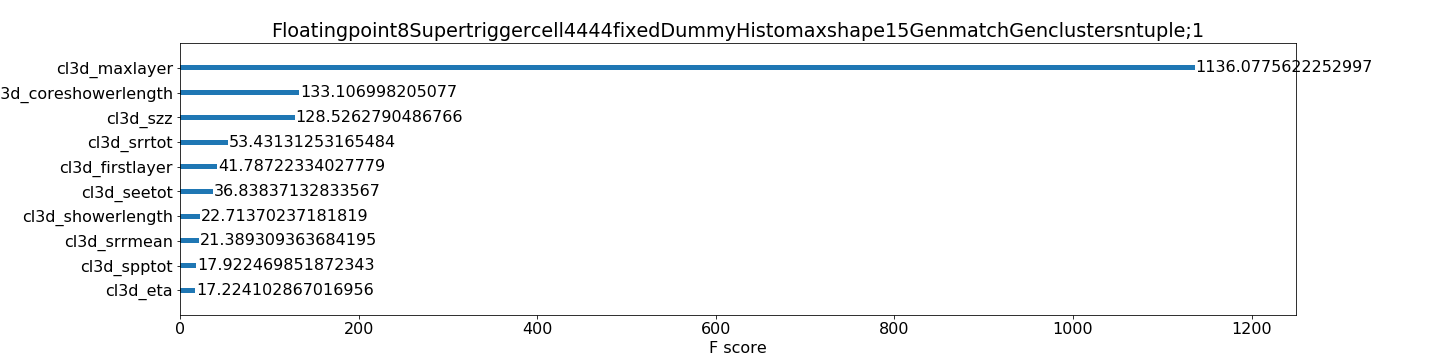 Floatingpoint8Supertriggercell4444fixedDummyHistomaxshape15GenmatchGenclustersntuple;1
cl3d_maxlayer 1136.0775622252997
3d_coreshowerlength 133.106998205077
cl3d_szz 128.5262790486766
cl3d_srrtot 53.43131253165484
cl3d_firstlayer 41.78722334027779
cl3d_seetot 36.83837132833567
cl3d_showerlength 22.71370237181819
cl3d_srrmean 21.389309363684195
cl3d_spptot 17.922469851872343
cl3d_eta 17.224102867016956
0 200 400 600 800 1000 1200
F score